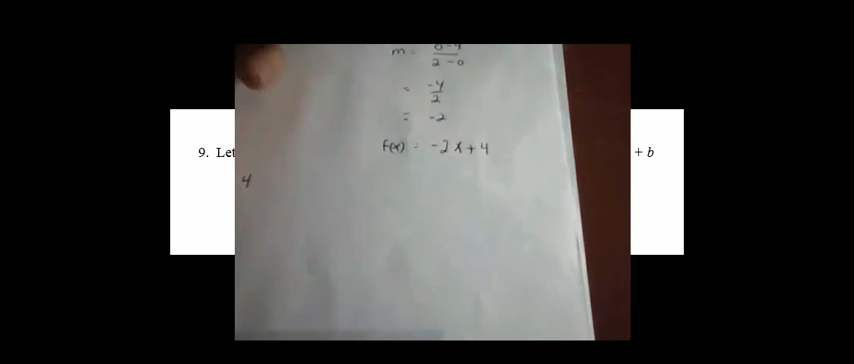 m = 0-4
2-0
= -4
2
= -2
9. Let
f(x) = -2x+4
+ b
4